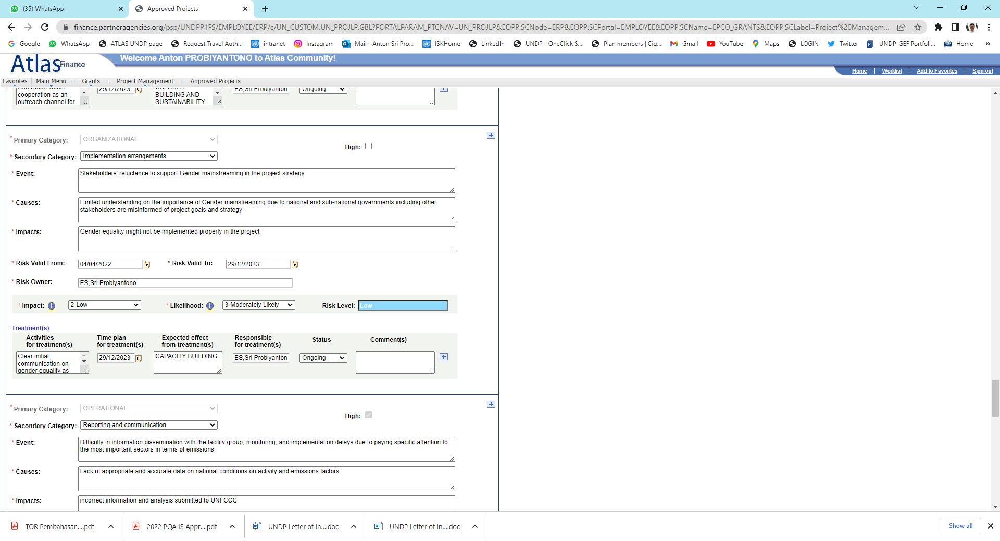 (35) WhatsApp
Approved Projects
finance.partneragencies.org/psp/UNDPP1FS/EMPLOYEE/ERP/c/UN_CUSTOM.UN_PROJLP.GBL?PORTALPARAM_PTCNAV=UN_PROJLP&EOPP.SCNode=ERP&EOPP.SCPortal=EMPLOYEE&EOPP.SCName=EPCO_GRANTS&EOPP.SCLabel=Project%20Managem...
Google WhatsApp ATLAS UNDP page Request Travel Auth... intranet Instagram Mail - Anton Sri Pro... ISKHome LinkedIn UNDP - OneClick S... Plan members | Cig... Gmail YouTube Maps LOGIN Twitter UNDP-GEF Portfoli... Home »
Atlas Finance
Welcome Anton PROBIYANTONO to Atlas Community!
Home Worklist Add to Favorites Sign out
Favorites Main Menu > Grants > Project Management > Approved Projects
cooperation as an
outreach channel for
29/12/2023
CAPACITY
BUILDING AND
SUSTAINABILITY
ES,Sri Probiyanton
Ongoing
* Primary Category: ORGANIZATIONAL
High:
* Secondary Category: Implementation arrangements
* Event: Stakeholders' reluctance to support Gender mainstreaming in the project strategy
* Causes: Limited understanding on the importance of Gender mainstreaming due to national and sub-national governments including other
stakeholders are misinformed of project goals and strategy
* Impacts: Gender equality might not be implemented properly in the project
* Risk Valid From: 04/04/2022 * Risk Valid To: 29/12/2023
* Risk Owner: ES,Sri Probiyantono
* Impact: 2-Low * Likelihood: 3-Moderately Likely Risk Level: Low
Treatment(s)
Activities
for treatment(s)
Time plan
for treatment(s)
Expected effect
from treatment(s)
Responsible
for treatment(s)
Status
Comment(s)
Clear initial
communication on
gender equality as
29/12/2023
CAPACITY BUILDING
ES,Sri Probiyanton
Ongoing
* Primary Category: OPERATIONAL
High:
* Secondary Category: Reporting and communication
* Event: Difficulty in information dissemination with the facility group, monitoring, and implementation delays due to paying specific attention to
the most important sectors in terms of emissions
* Causes: Lack of appropriate and accurate data on national conditions on activity and emissions factors
* Impacts: incorrect information and analysis submitted to UNFCCC
TOR Pembahasan....pdf
2022 PQA IS Appr....pdf
UNDP Letter of In....doc
UNDP Letter of In....doc
Show all